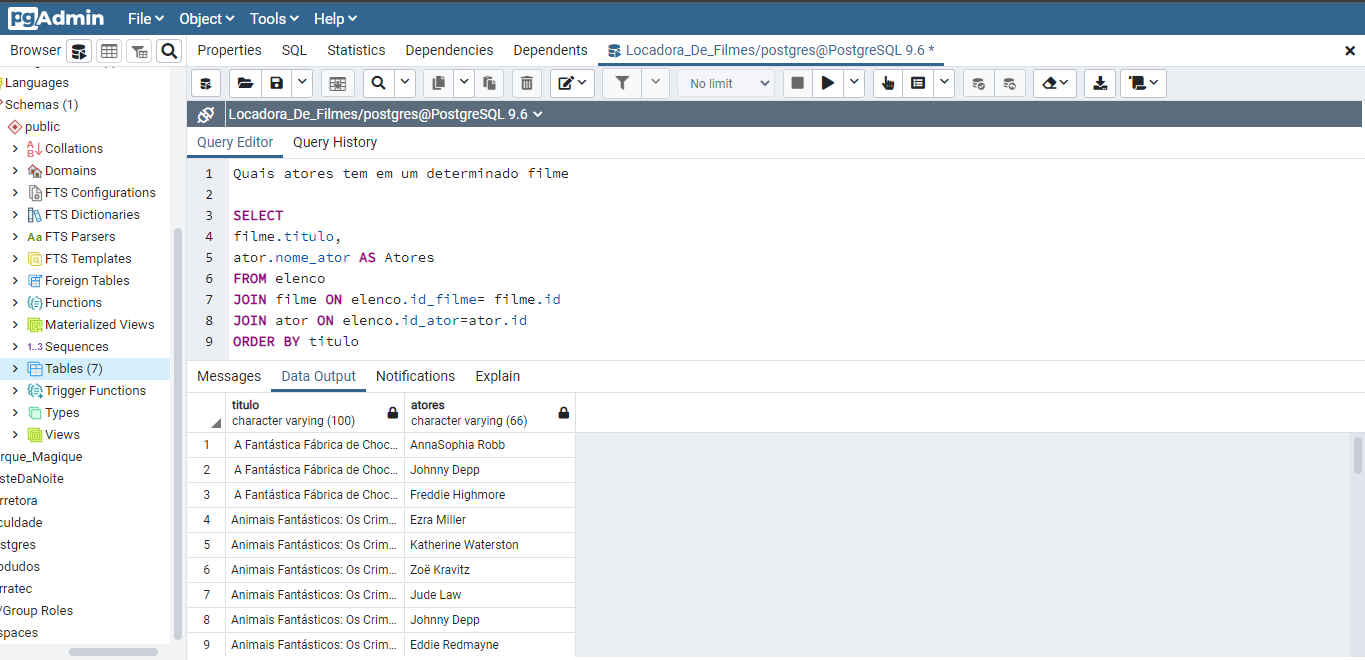 pgAdmin File Object Tools Help
Browser Properties SQL Statistics Dependencies Dependents Locadora_De_Filmes/postgres@PostgreSQL 9.6 *
No limit
Locadora_De_Filmes/postgres@PostgreSQL 9.6
Query Editor Query History
Languages
Schemas (1)
public
Collations
Domains
FTS Configurations
FTS Dictionaries
Aa FTS Parsers
FTS Templates
Foreign Tables
Functions
Materialized Views
1..3 Sequences
Tables (7)
Trigger Functions
Types
Views
rque_Magique
steDaNoite
rretora
culdade
stgres
odudos
rratec
/Group Roles
spaces
1 Quais atores tem em um determinado filme
2
3 SELECT
4 filme.titulo,
5 ator.nome_ator AS Atores
6 FROM elenco
7 JOIN filme ON elenco.id_filme= filme.id
8 JOIN ator ON elenco.id_ator=ator.id
9 ORDER BY titulo
Messages Data Output Notifications Explain
titulo atores
character varying (100) character varying (66)
1 A Fantástica Fábrica de Choc... AnnaSophia Robb
2 A Fantástica Fábrica de Choc... Johnny Depp
3 A Fantástica Fábrica de Choc... Freddie Highmore
4 Animais Fantásticos: Os Crim... Ezra Miller
5 Animais Fantásticos: Os Crim... Katherine Waterston
6 Animais Fantásticos: Os Crim... Zoë Kravitz
7 Animais Fantásticos: Os Crim... Jude Law
8 Animais Fantásticos: Os Crim... Johnny Depp
9 Animais Fantásticos: Os Crim... Eddie Redmayne